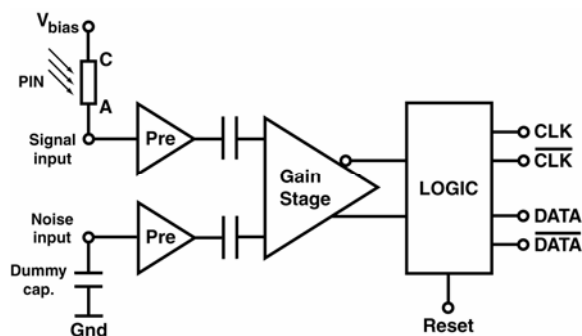 Vbias
C
PIN
A
Signal
input
Pre
Gain
Stage
LOGIC
CLK
CLK
DATA
DATA
Noise
input
Pre
Dummy
cap.
Gnd
Reset